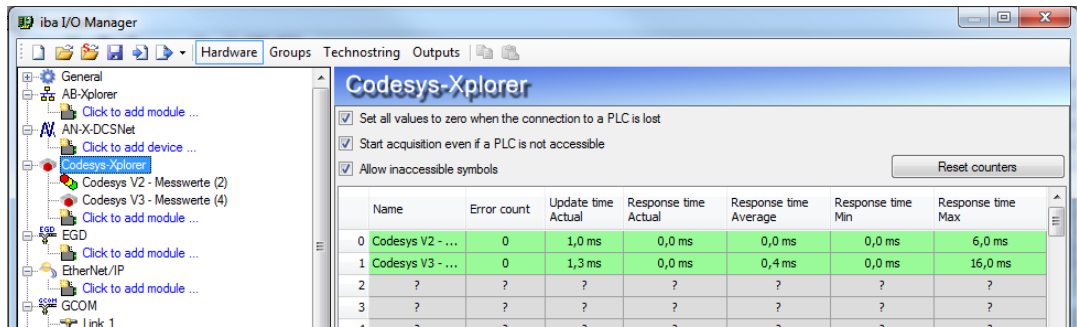 iba I/O Manager
Hardware Groups Technostring Outputs
General
AB-Xplorer
Click to add module ...
AN-X-DCSNet
Click to add device ...
Codesys-Xplorer
Codesys V2 - Messwerte (2)
Codesys V3 - Messwerte (4)
Click to add module ...
EGD
EGD
Click to add module ...
EtherNet/IP
Click to add module ...
GCOM
GCOM
Link 1
Codesys-Xplorer
Set all values to zero when the connection to a PLC is lost
Start acquisition even if a PLC is not accessible
Allow inaccessible symbols
Reset counters
Name Error count Update time Actual Response time Actual Response time Average Response time Min Response time Max
0 Codesys V2 - ... 0 1,0 ms 0,0 ms 0,0 ms 0,0 ms 6,0 ms
1 Codesys V3 - ... 0 1,3 ms 0,0 ms 0,4 ms 0,0 ms 16,0 ms
2 ? ? ? ? ? ? ?
3 ? ? ? ? ? ? ?